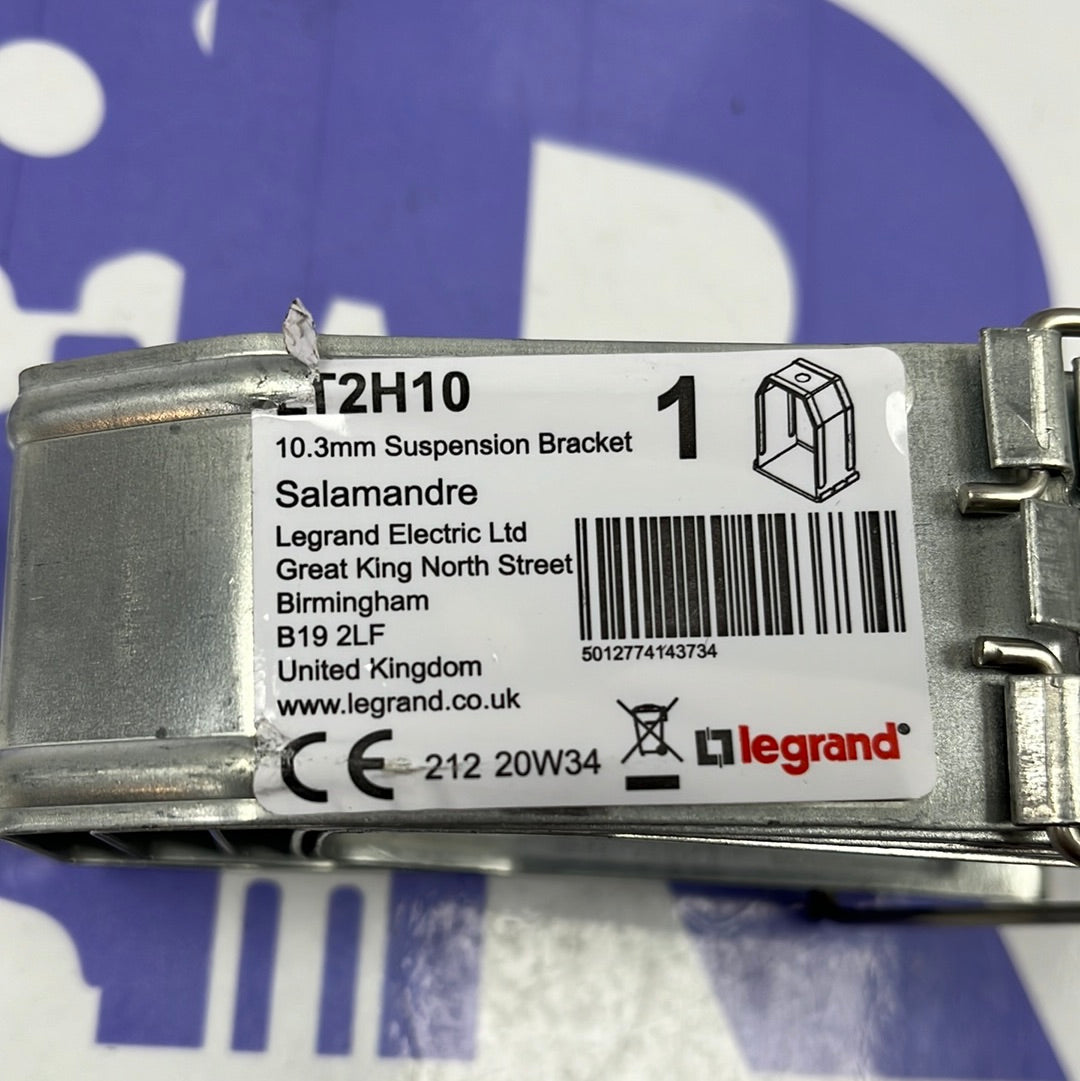 LT2H10
1
10.3mm Suspension Bracket
Salamandre
Legrand Electric Ltd
Great King North Street
Birmingham
B19 2LF
United Kingdom
www.legrand.co.uk
5012774143734
CE 212 20W34
legrand